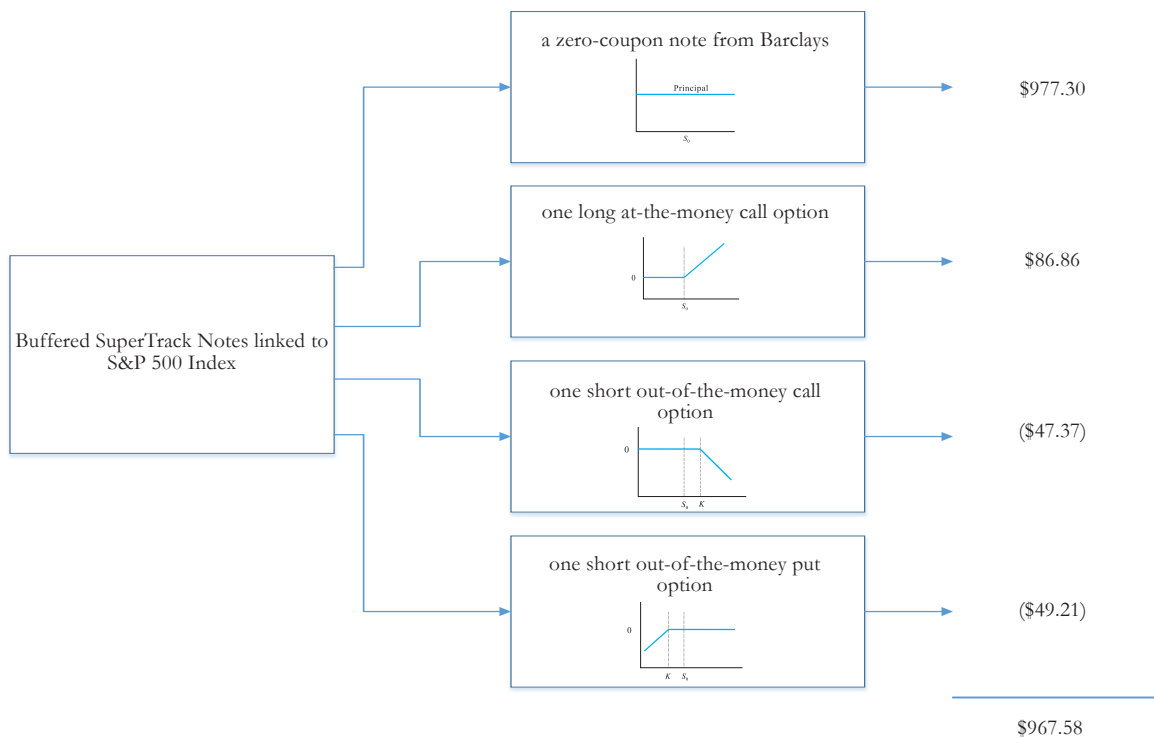 a zero-coupon note from Barclays
Principal
S₀
$977.30
one long at-the-money call option
0
S₀
$86.86
Buffered SuperTrack Notes linked to
S&P 500 Index
one short out-of-the-money call
option
0
S₀ K
($47.37)
one short out-of-the-money put
option
0
K S₀
($49.21)
$967.58